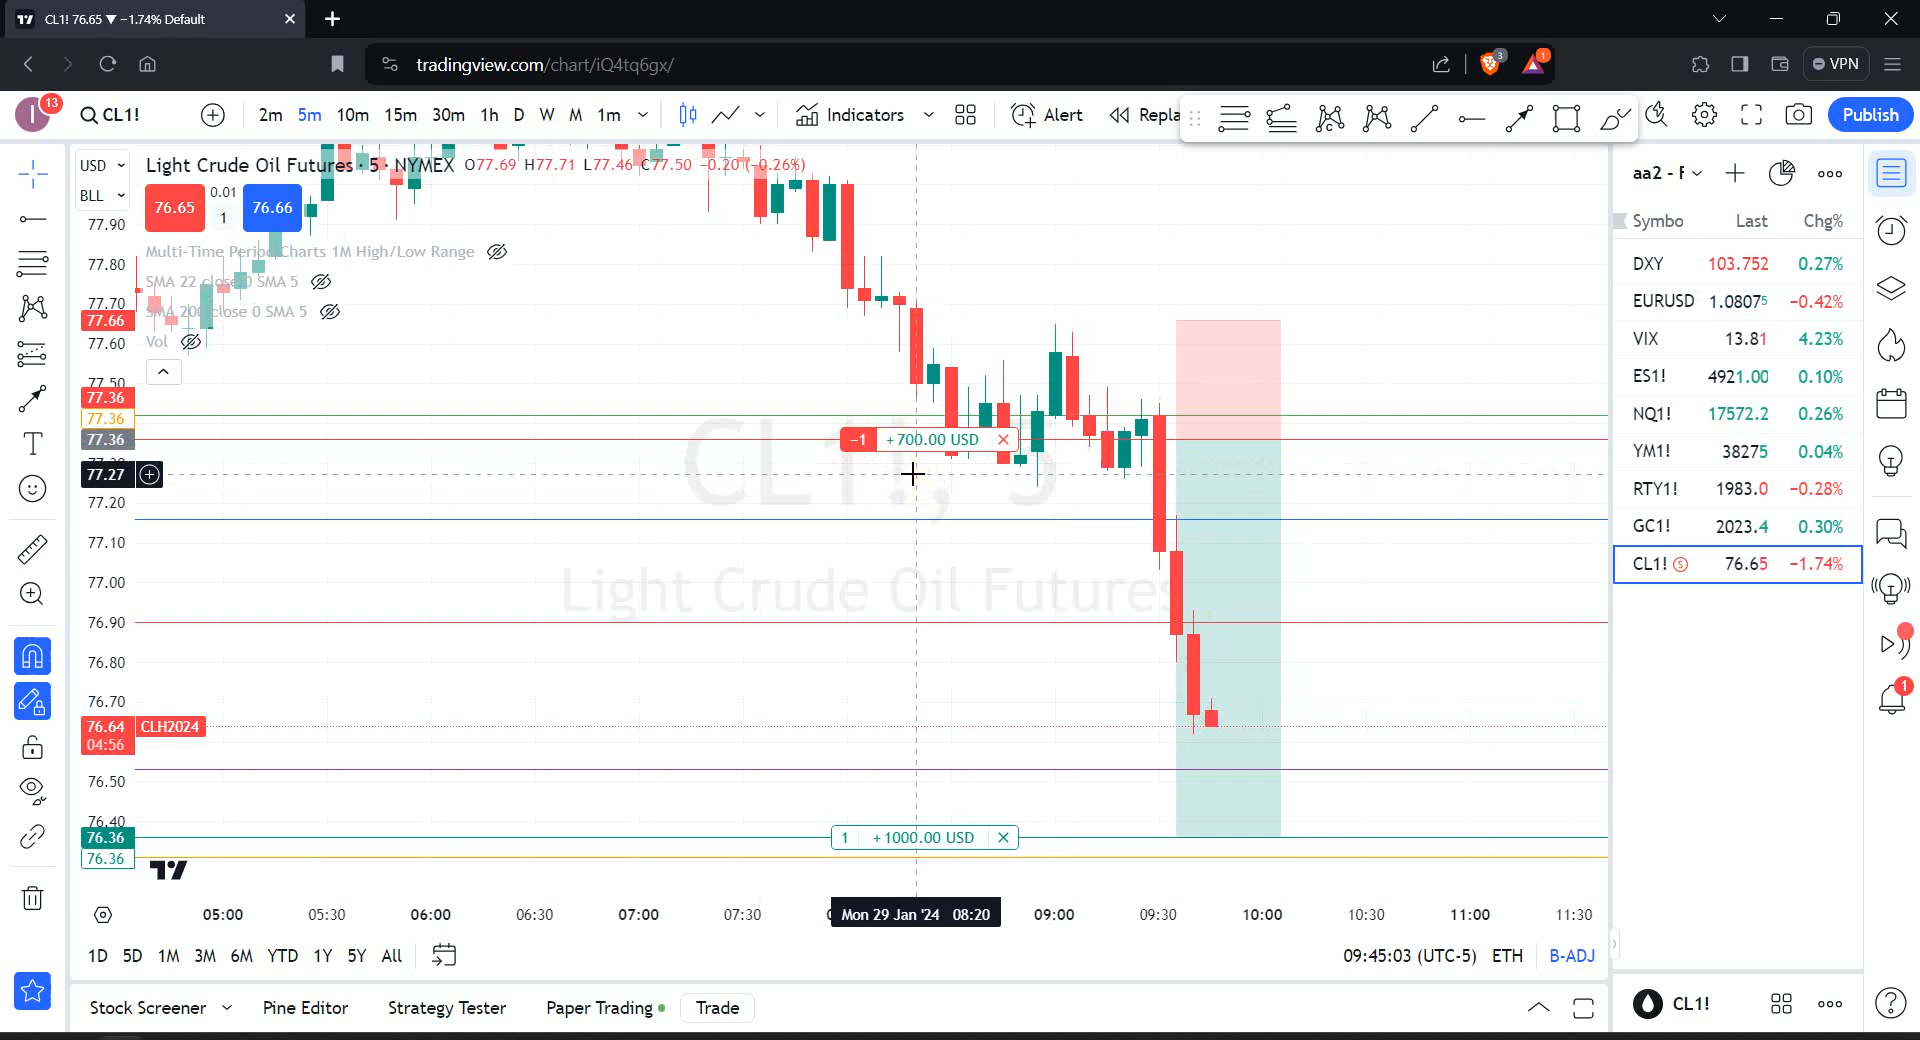 CL1! 76.65 ▼ −1.74% Default
tradingview.com/chart/iQ4tq6gx/
3
1
VPN
I
13
CL1!
2m 5m 10m 15m 30m 1h D W M 1m
Indicators
Alert
Repla
Publish
USD
BLL
Light Crude Oil Futures · 5 · NYMEX O77.69 H77.71 L77.46 C77.50 −0.20 (−0.26%)
76.65
0.01
1
76.66
Multi-Time Period Charts 1M High/Low Range
SMA 22 close 0 SMA 5
SMA 200 close 0 SMA 5
Vol
77.90
77.80
77.70
77.66
77.60
77.50
77.36
77.36
77.36
77.27
77.20
77.10
77.00
76.90
76.80
76.70
76.64 CLH2024
04:56
76.50
76.40
76.36
76.36
−1 +700.00 USD
1 +1000.00 USD
CL1!, 5
Light Crude Oil Futures
05:00 05:30 06:00 06:30 07:00 07:30 Mon 29 Jan '24 08:20 09:00 09:30 10:00 10:30 11:00 11:30
1D 5D 1M 3M 6M YTD 1Y 5Y All
09:45:03 (UTC-5) ETH B-ADJ
Stock Screener Pine Editor Strategy Tester Paper Trading Trade
aa2 - F
Symbo Last Chg%
DXY 103.752 0.27%
EURUSD 1.08075 −0.42%
VIX 13.81 4.23%
ES1! 4921.00 0.10%
NQ1! 17572.2 0.26%
YM1! 38275 0.04%
RTY1! 1983.0 −0.28%
GC1! 2023.4 0.30%
CL1! S 76.65 −1.74%
CL1!
1